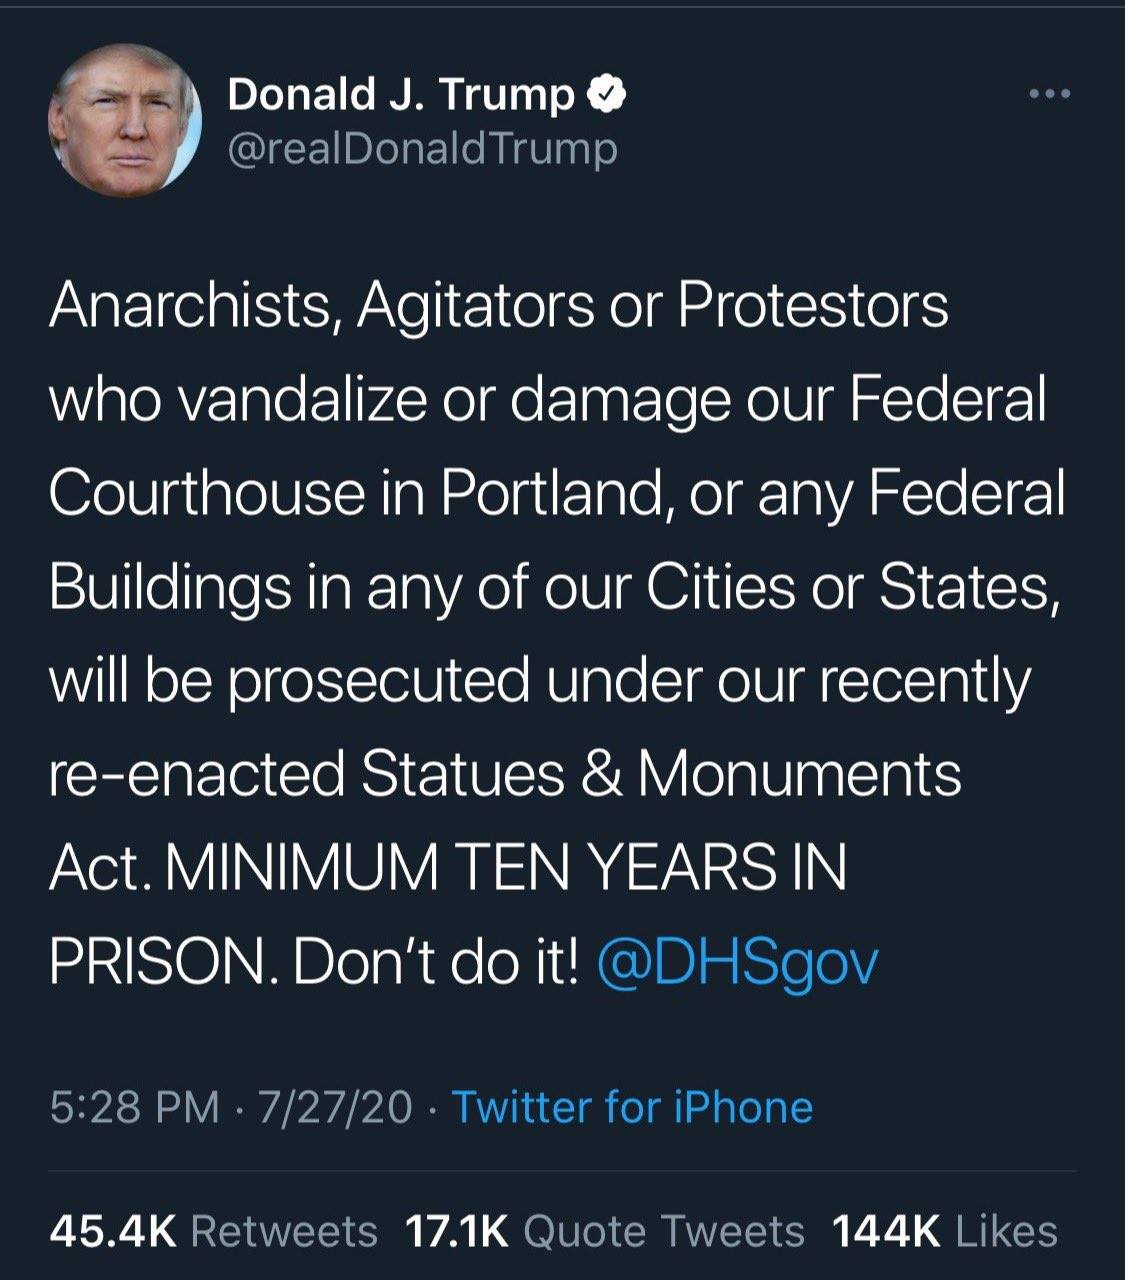 Donald J. Trump
@realDonaldTrump
Anarchists, Agitators or Protestors
who vandalize or damage our Federal
Courthouse in Portland, or any Federal
Buildings in any of our Cities or States,
will be prosecuted under our recently
re-enacted Statues & Monuments
Act. MINIMUM TEN YEARS IN
PRISON. Don’t do it! @DHSgov
5:28 PM · 7/27/20 · Twitter for iPhone
45.4K Retweets 17.1K Quote Tweets 144K Likes